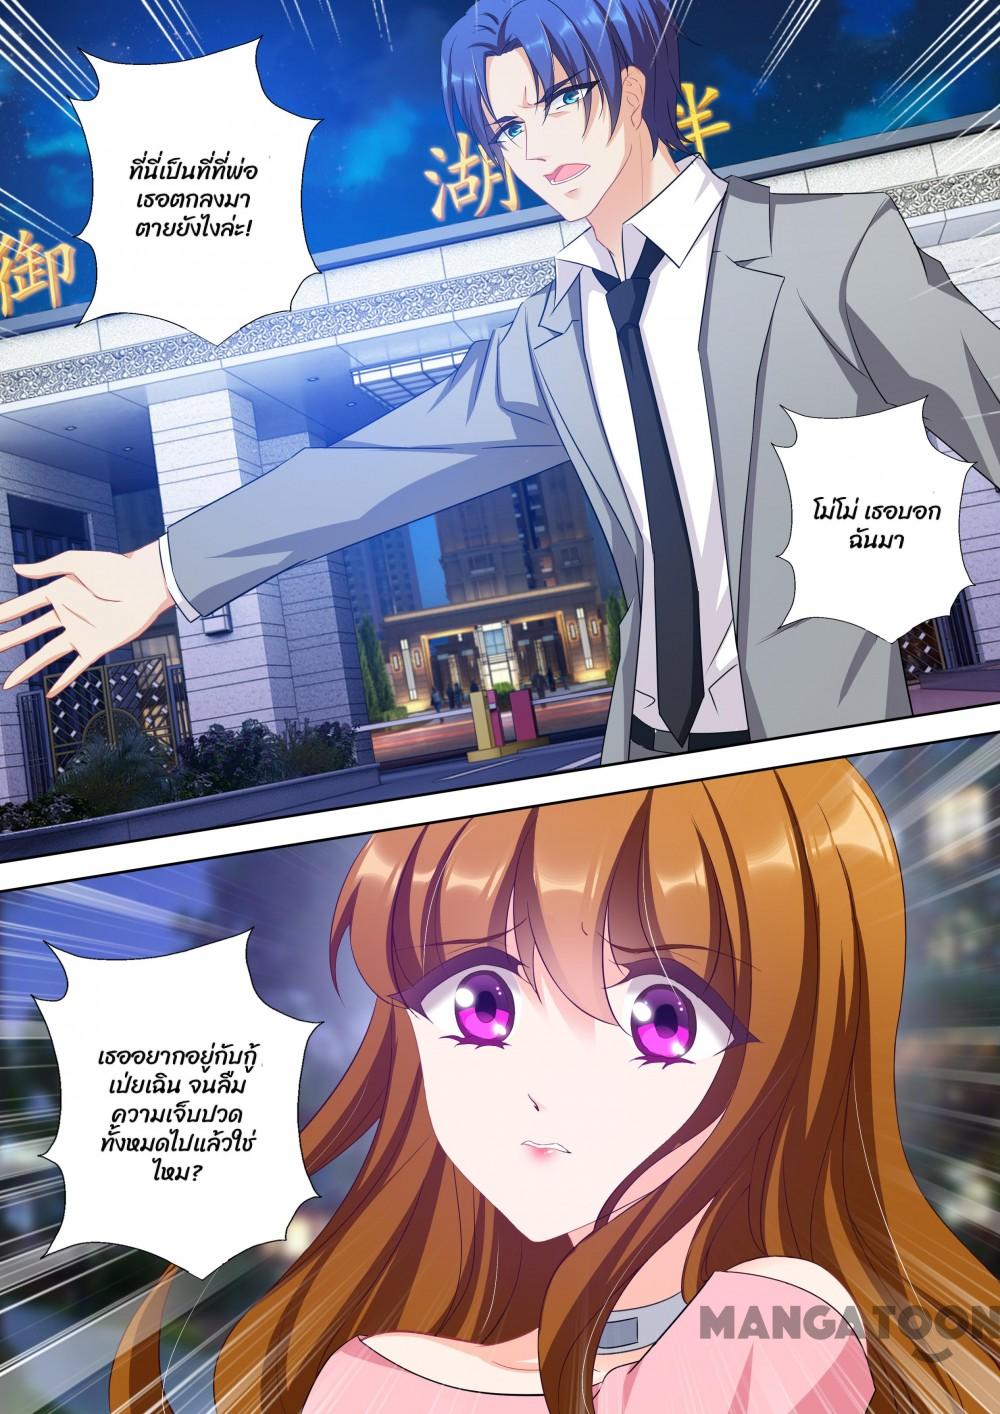 ที่นี่เป็นที่ที่พ่อ
เธอตกลงมา
ตายยังไงล่ะ!
御
湖
半
โม่โม่ เธอบอก
ฉันมา
เธออยากอยู่กับกู้
เป่ยเฉิน จนลืม
ความเจ็บปวด
ทั้งหมดไปแล้วใช่
ไหม?
MANGATOON